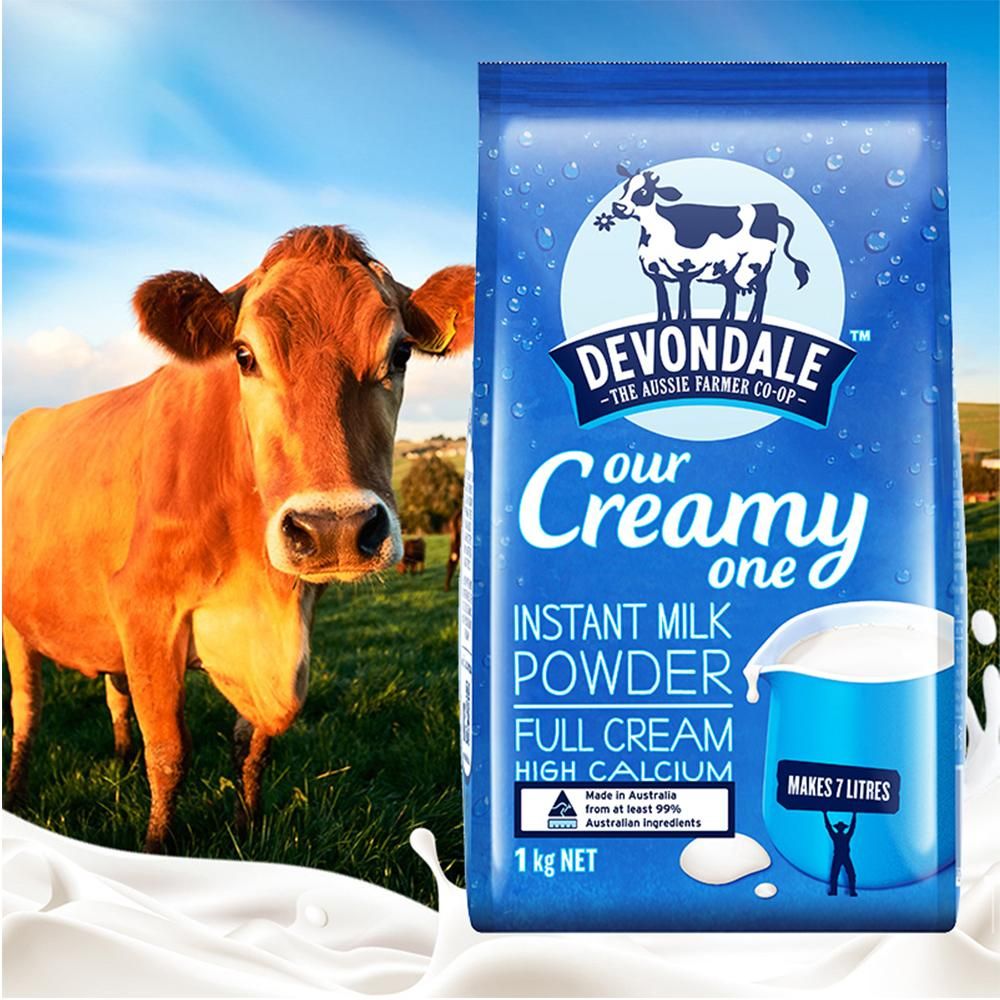 DEVONDALE
TM
-THE AUSSIE FARMER CO-OP-
our
Creamy
one
INSTANT MILK
POWDER
FULL CREAM
HIGH CALCIUM
Made in Australia
from at least 99%
Australian ingredients
1 kg NET
MAKES 7 LITRES